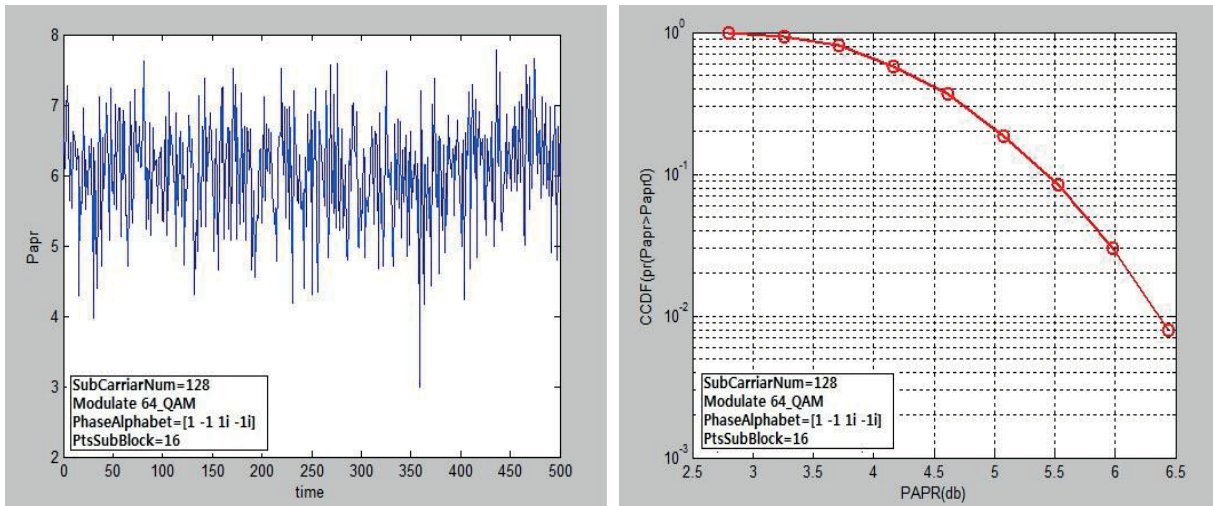 8
7
6
5
4
3
2
Papr
SubCarriarNum=128
Modulate 64_QAM
PhaseAlphabet=[1 -1 1i -1i]
PtsSubBlock=16
0 50 100 150 200 250 300 350 400 450 500
time
10^0
10^-1
10^-2
10^-3
CCDF(pr(Papr>Papr0)
SubCarriarNum=128
Modulate 64_QAM
PhaseAlphabet=[1 -1 1i -1i]
PtsSubBlock=16
2.5 3 3.5 4 4.5 5 5.5 6 6.5
PAPR(db)